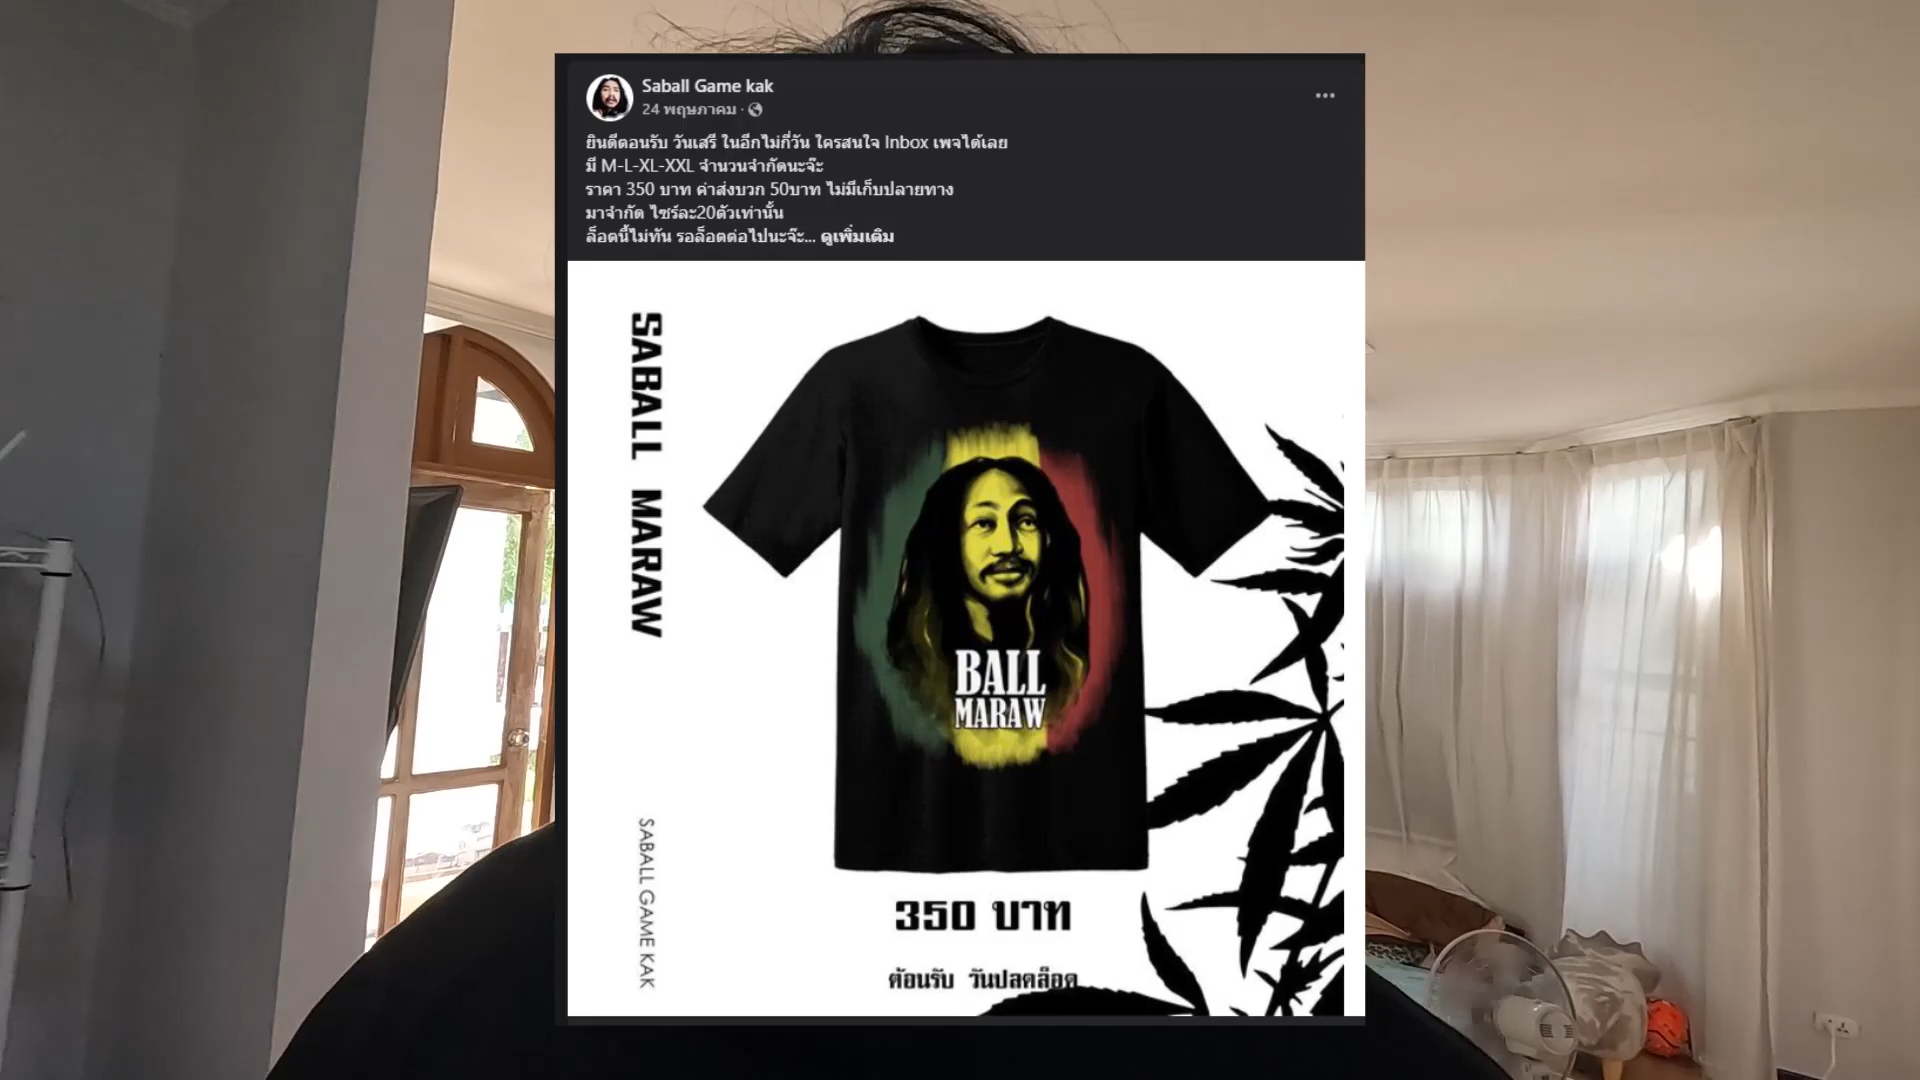 Saball Game kak
24 พฤษภาคม ·
ยินดีตอนรับ วันเสรี ในอีกไม่กี่วัน ใครสนใจ Inbox เพจได้เลย
มี M-L-XL-XXL จำนวนจำกัดนะจ๊ะ
ราคา 350 บาท ค่าส่งบวก 50บาท ไม่มีเก็บปลายทาง
มาจำกัด ไซร์ละ20ตัวเท่านั้น
ล็อตนี้ไม่ทัน รอล็อตต่อไปนะจ๊ะ... ดูเพิ่มเติม
SABALL MARAW
BALL
MARAW
SABALL GAME KAK
350 บาท
ต้อนรับ วันปลดล็อด